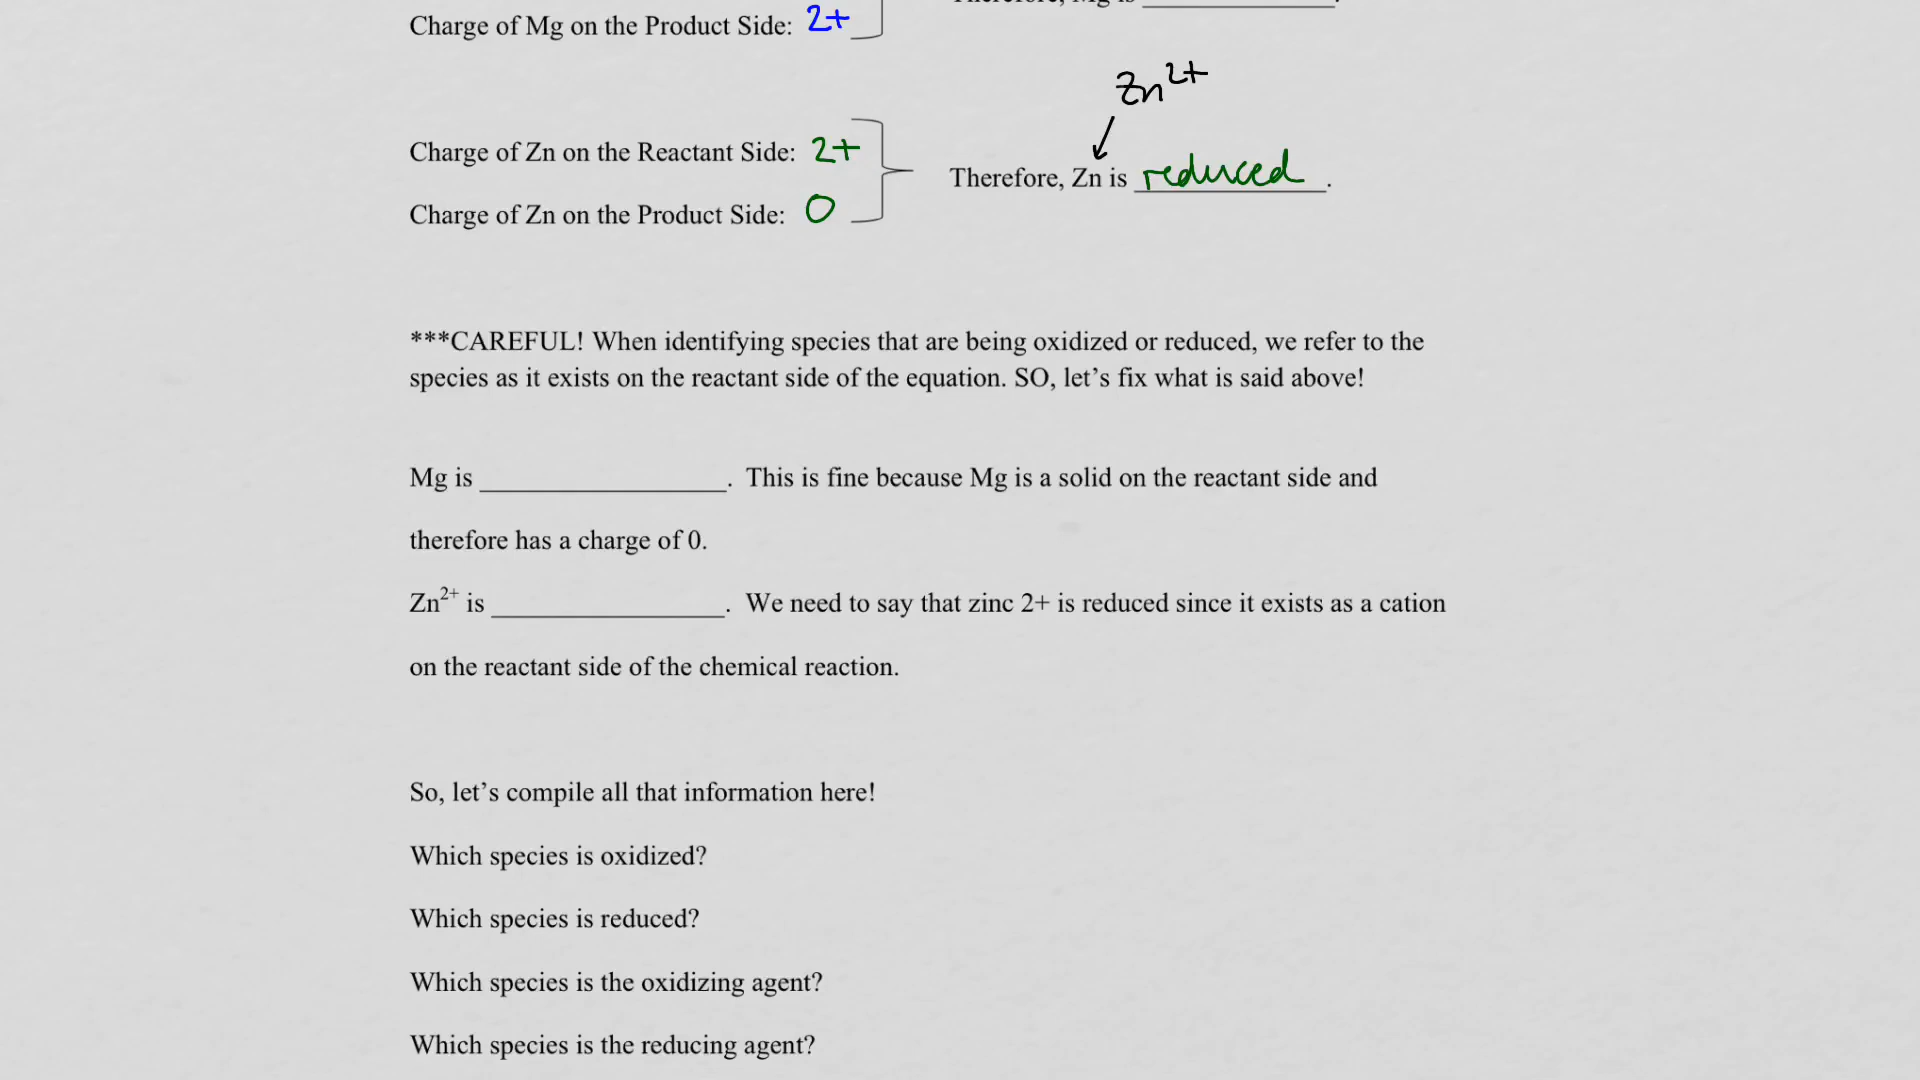 Therefore, Mg is ____________.
Charge of Mg on the Product Side: 2+
Zn²⁺
Charge of Zn on the Reactant Side: 2+
Therefore, Zn is reduced.
Charge of Zn on the Product Side: 0
***CAREFUL! When identifying species that are being oxidized or reduced, we refer to the
species as it exists on the reactant side of the equation. SO, let’s fix what is said above!
Mg is ________________. This is fine because Mg is a solid on the reactant side and
therefore has a charge of 0.
Zn²⁺ is ________________. We need to say that zinc 2+ is reduced since it exists as a cation
on the reactant side of the chemical reaction.
So, let’s compile all that information here!
Which species is oxidized?
Which species is reduced?
Which species is the oxidizing agent?
Which species is the reducing agent?